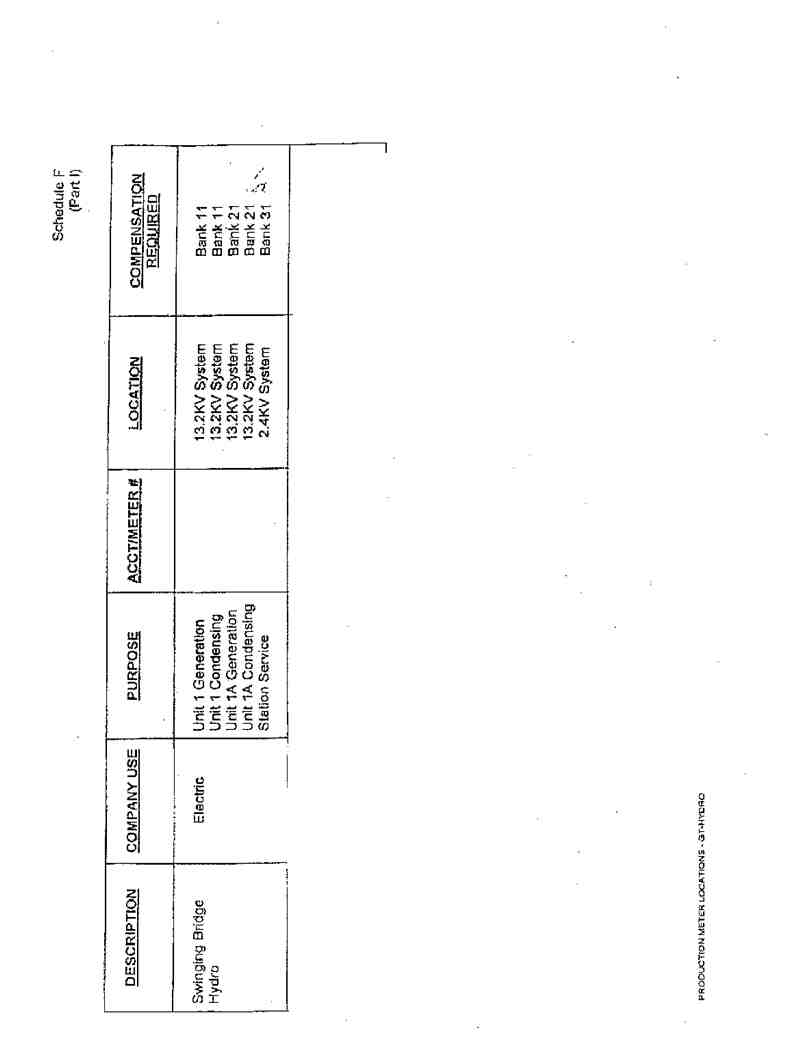 Schedule F
(Part I)
DESCRIPTION COMPANY USE PURPOSE ACCT/METER # LOCATION COMPENSATION REQUIRED
Swinging Bridge Electric Unit 1 Generation 13.2KV System Bank 11
Hydro Unit 1 Condensing 13.2KV System Bank 11
Unit 1A Generation 13.2KV System Bank 21
Unit 1A Condensing 13.2KV System Bank 21
Station Service 2.4KV System Bank 31
PRODUCTION METER LOCATIONS - GT-HYDRO